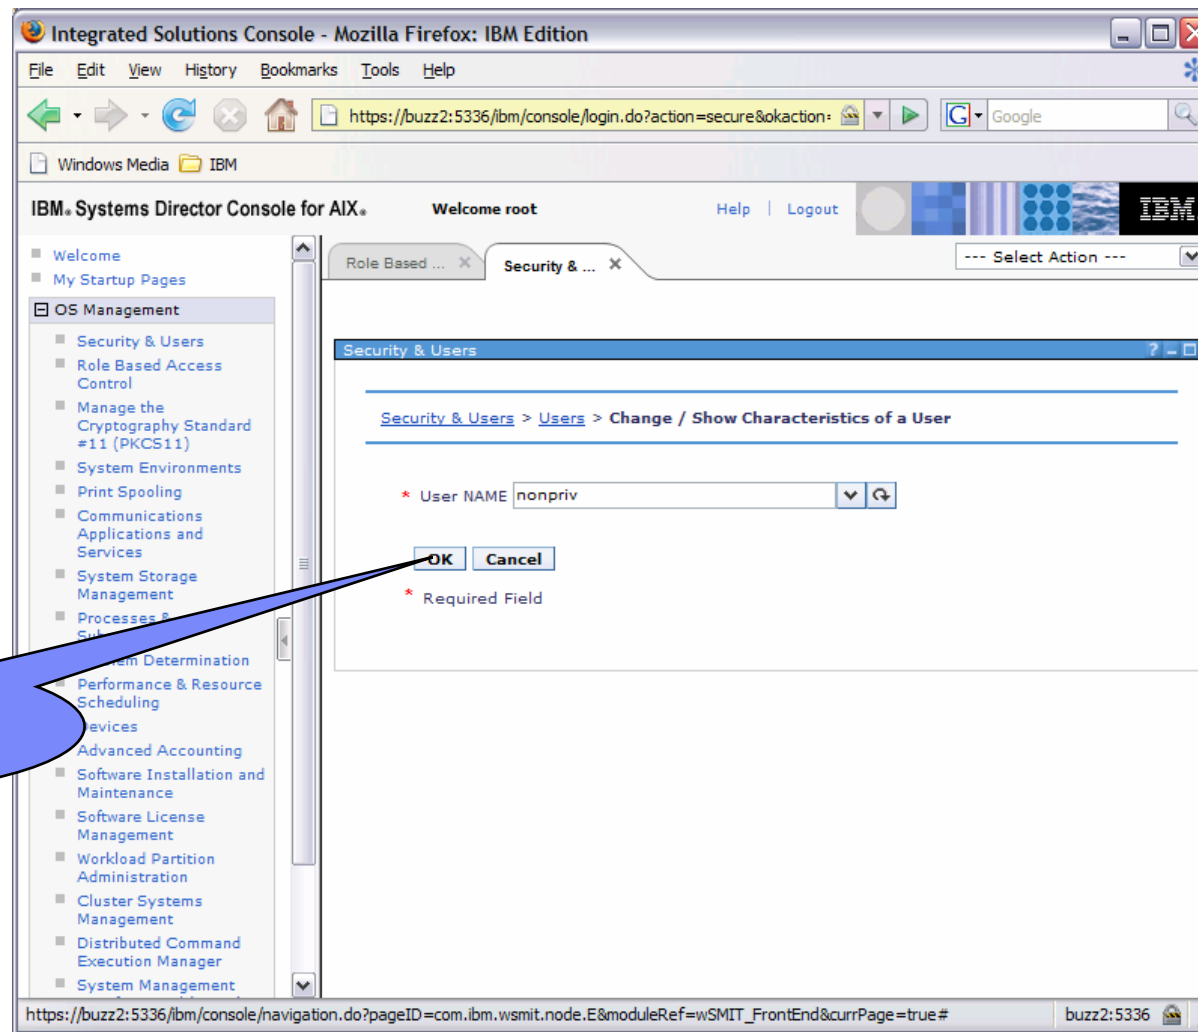 Integrated Solutions Console - Mozilla Firefox: IBM Edition
File Edit View History Bookmarks Tools Help
https://buzz2:5336/ibm/console/login.do?action=secure&okaction:
G Google
Windows Media IBM
IBM® Systems Director Console for AIX® Welcome root Help | Logout IBM.
Welcome
My Startup Pages
OS Management
Security & Users
Role Based Access
Control
Manage the
Cryptography Standard
#11 (PKCS11)
System Environments
Print Spooling
Communications
Applications and
Services
System Storage
Management
Processes &
Determination
Performance & Resource
Scheduling
Devices
Advanced Accounting
Software Installation and
Maintenance
Software License
Management
Workload Partition
Administration
Cluster Systems
Management
Distributed Command
Execution Manager
System Management
Role Based ... X Security & ... X --- Select Action ---
Security & Users ?
Security & Users > Users > Change / Show Characteristics of a User
* User NAME nonpriv
OK Cancel
* Required Field
https://buzz2:5336/ibm/console/navigation.do?pageID=com.ibm.wsmit.node.E&moduleRef=wSMIT_FrontEnd&currPage=true# buzz2:5336